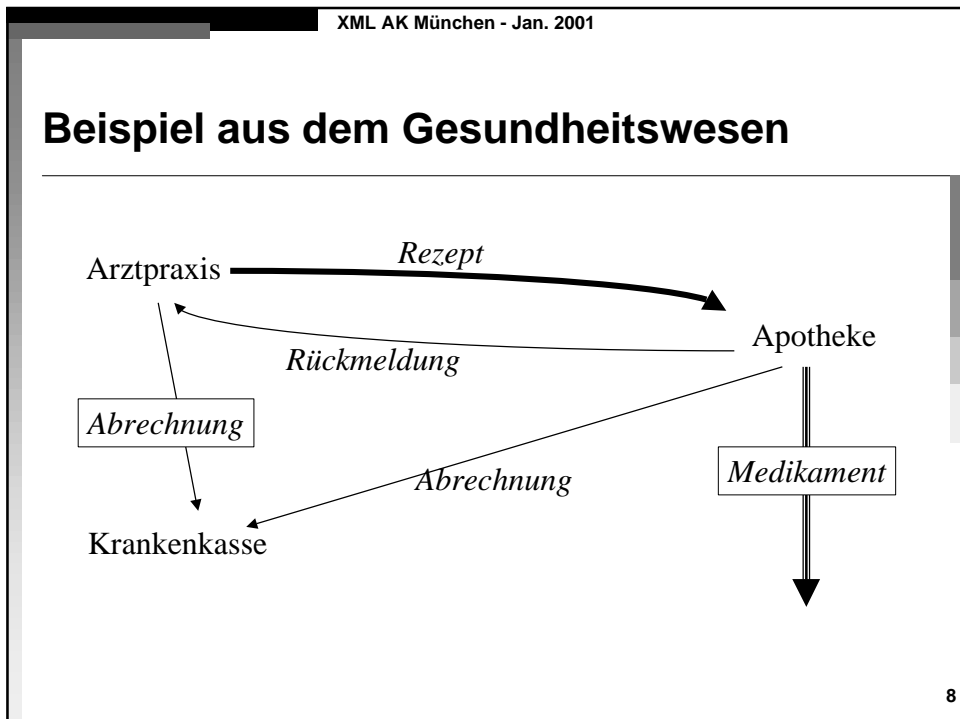 XML AK München - Jan. 2001
Beispiel aus dem Gesundheitswesen
Rezept
Arztpraxis
Apotheke
Rückmeldung
Abrechnung
Abrechnung
Medikament
Krankenkasse
8